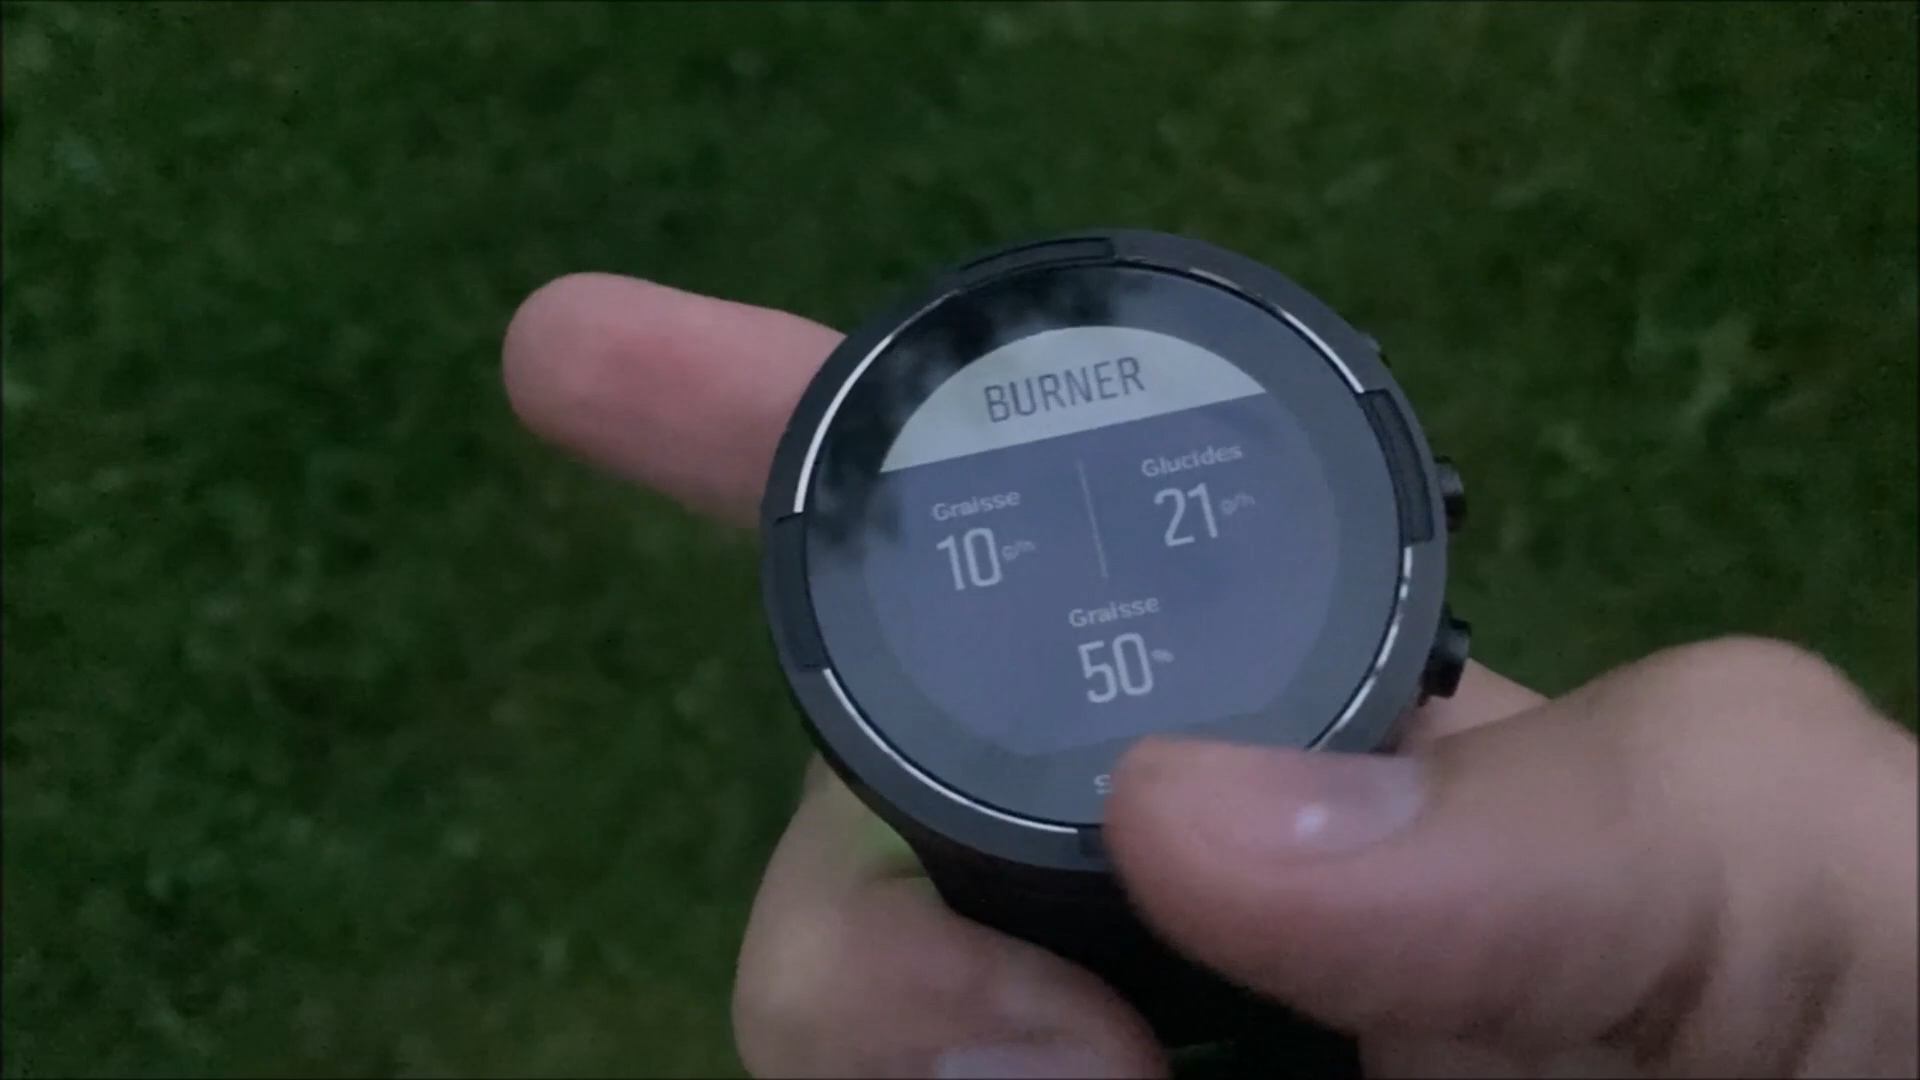 BURNER
Graisse
10 g/h
Glucides
21 g/h
Graisse
50 %